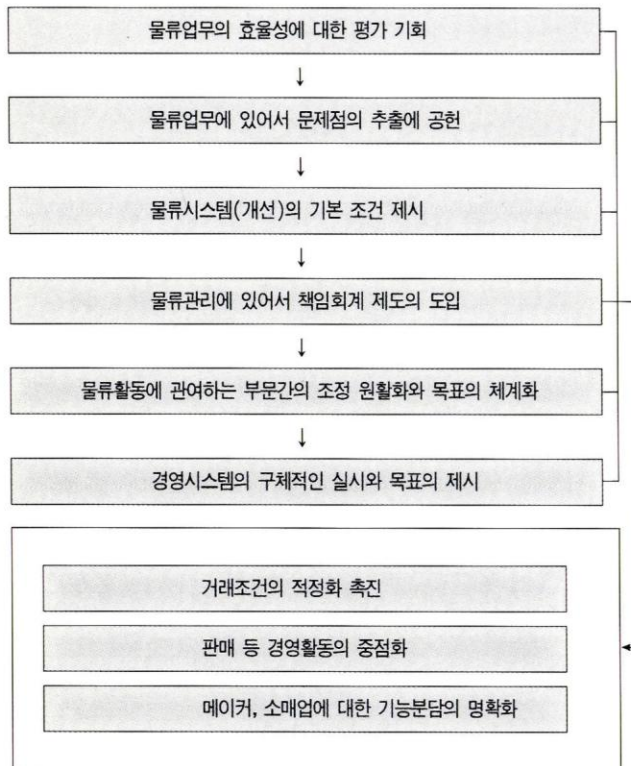 물류업무의 효율성에 대한 평가 기회
↓
물류업무에 있어서 문제점의 추출에 공헌
↓
물류시스템(개선)의 기본 조건 제시
↓
물류관리에 있어서 책임회계 제도의 도입
↓
물류활동에 관여하는 부문간의 조정 원활화와 목표의 체계화
↓
경영시스템의 구체적인 실시와 목표의 제시
거래조건의 적정화 촉진
판매 등 경영활동의 중점화
메이커, 소매업에 대한 기능분담의 명확화